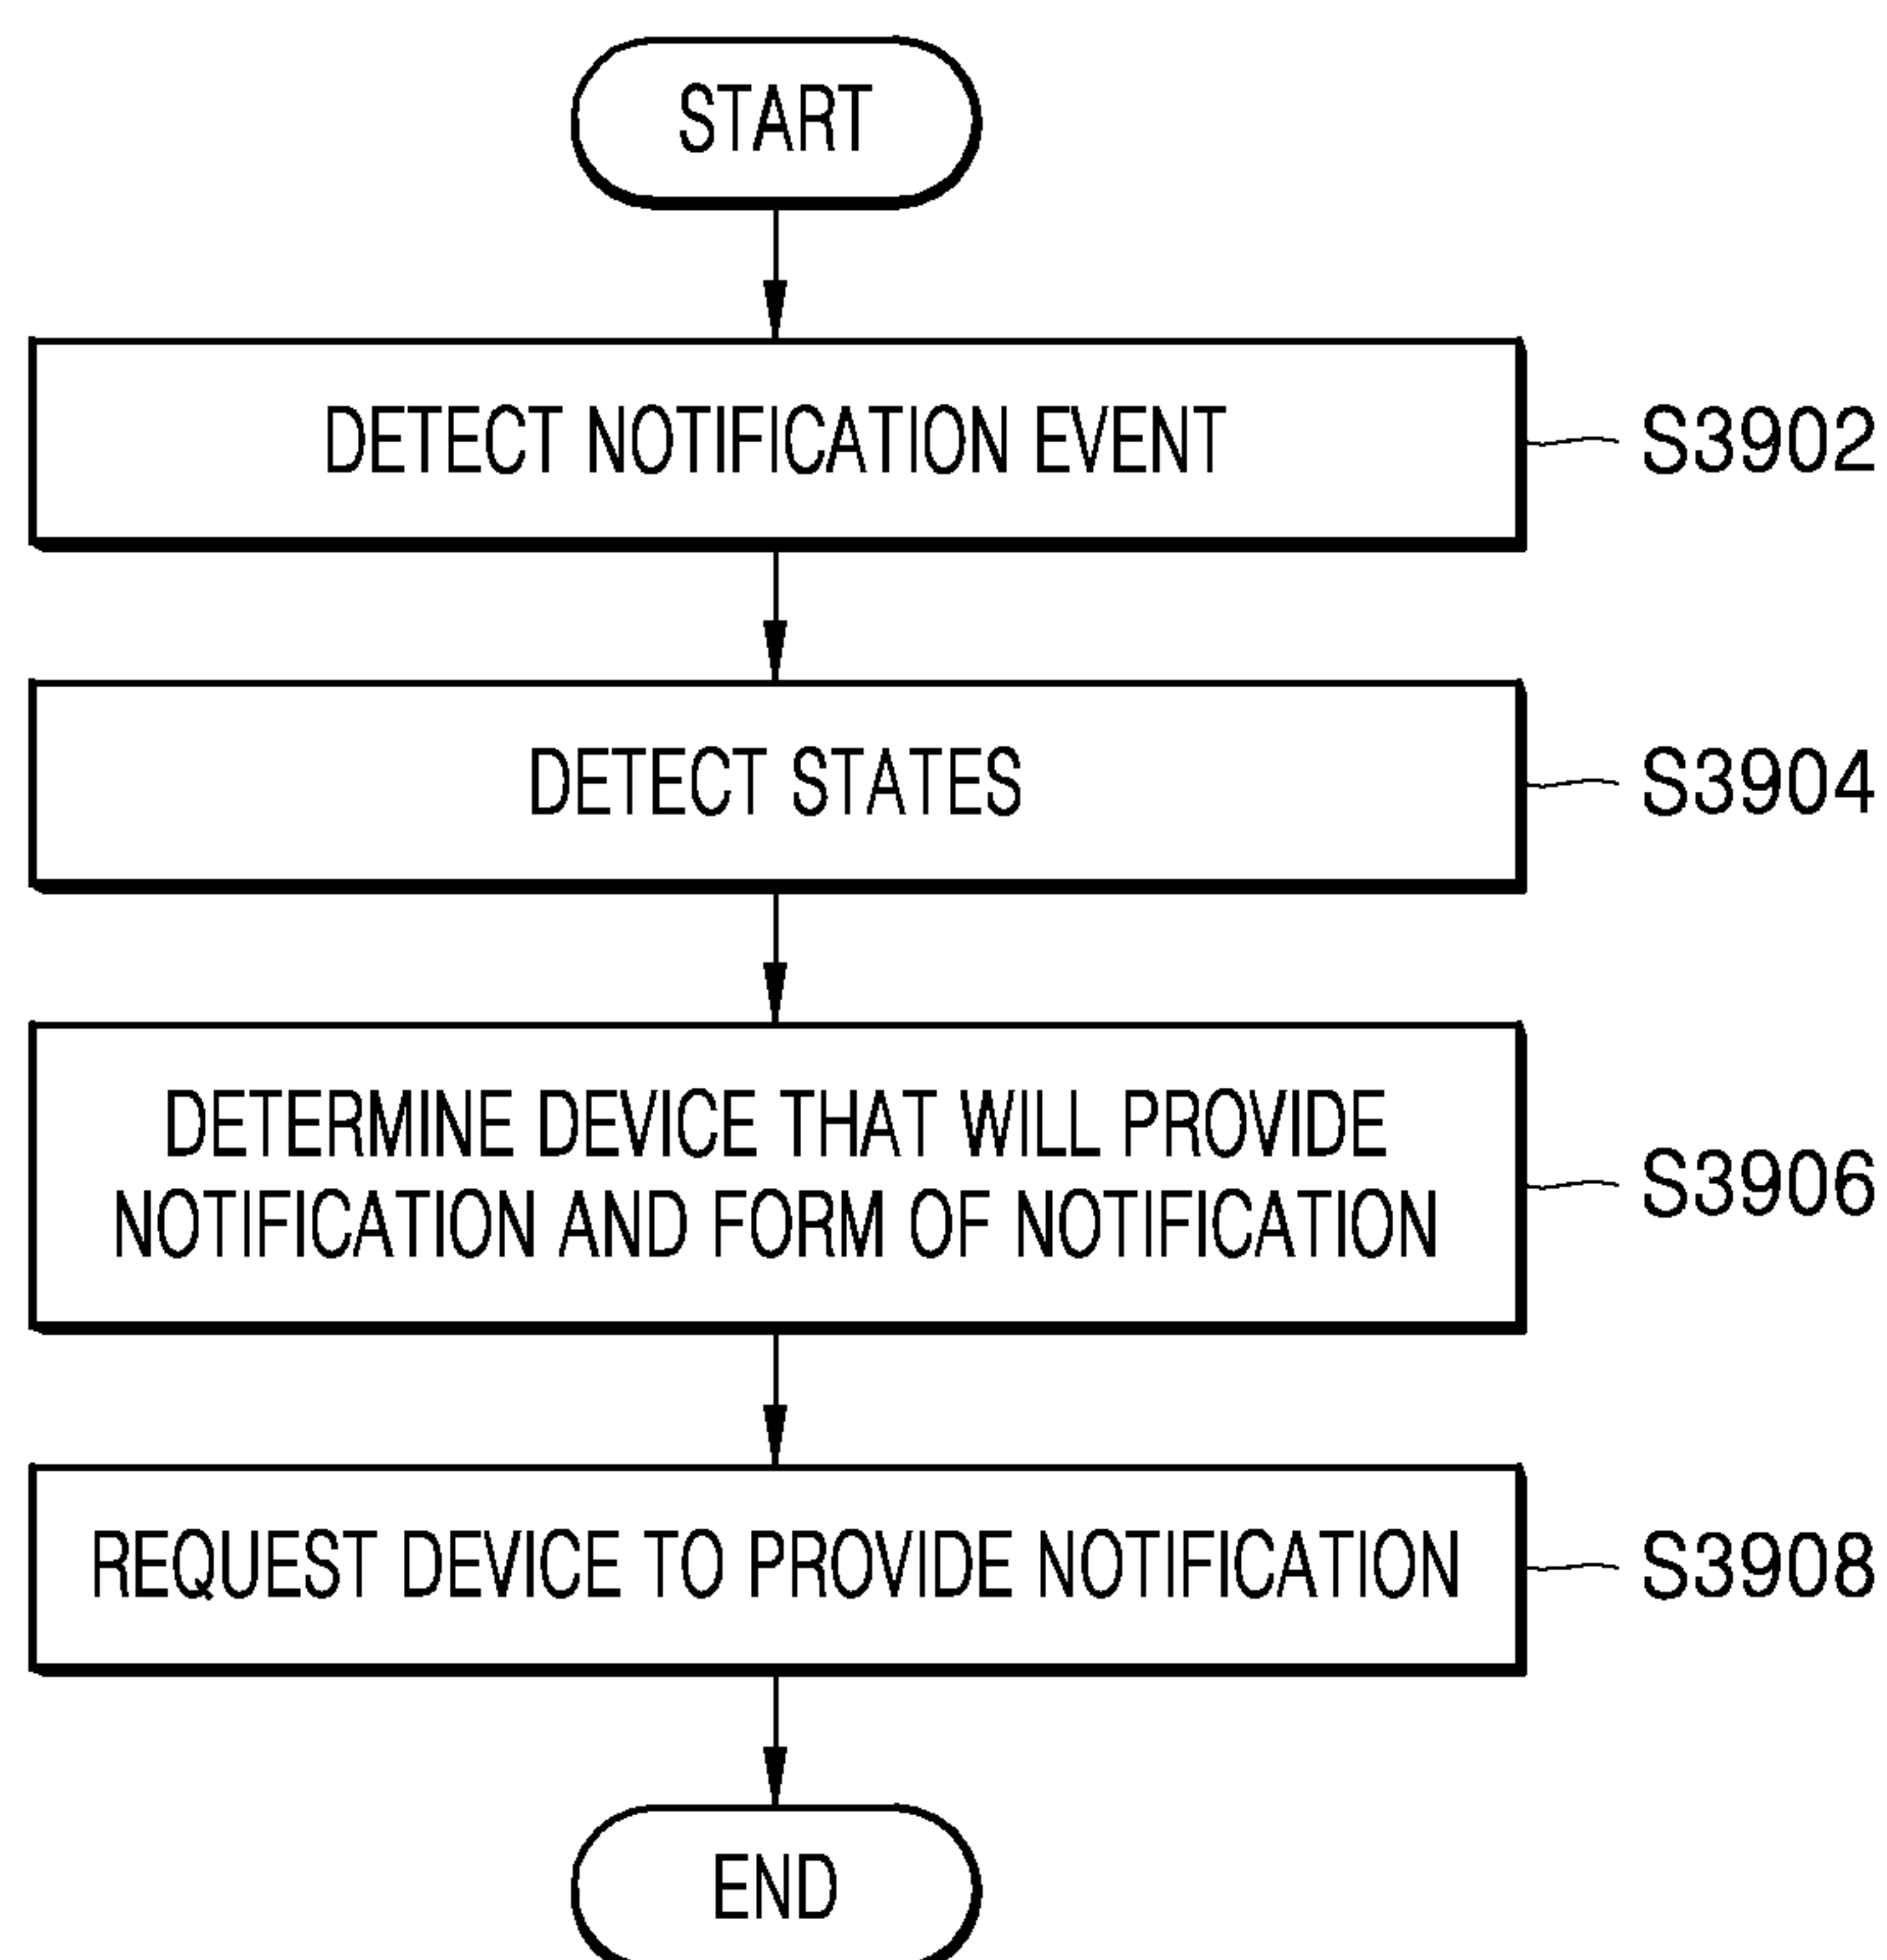 START
DETECT NOTIFICATION EVENT
S3902
DETECT STATES
S3904
DETERMINE DEVICE THAT WILL PROVIDE
NOTIFICATION AND FORM OF NOTIFICATION
S3906
REQUEST DEVICE TO PROVIDE NOTIFICATION
S3908
END